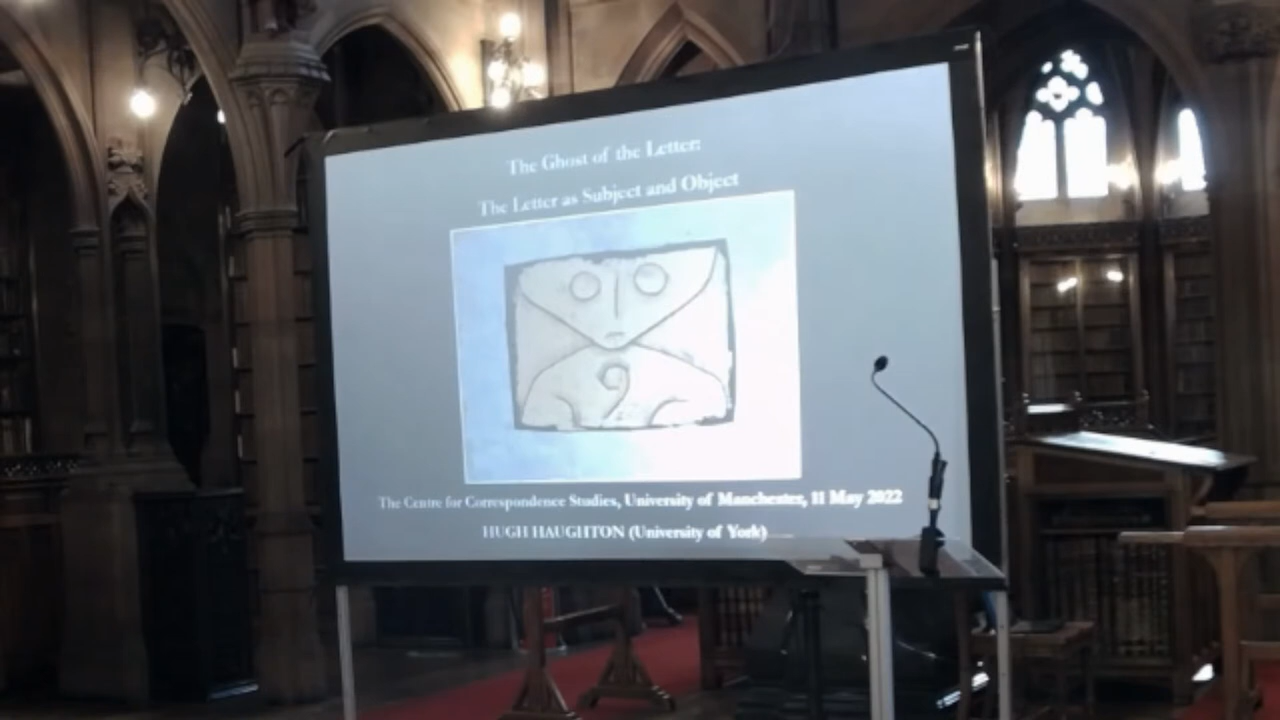 The Ghost of the Letter:
The Letter as Subject and Object
The Centre for Correspondence Studies, University of Manchester, 11 May 2022
HUGH HAUGHTON (University of York)